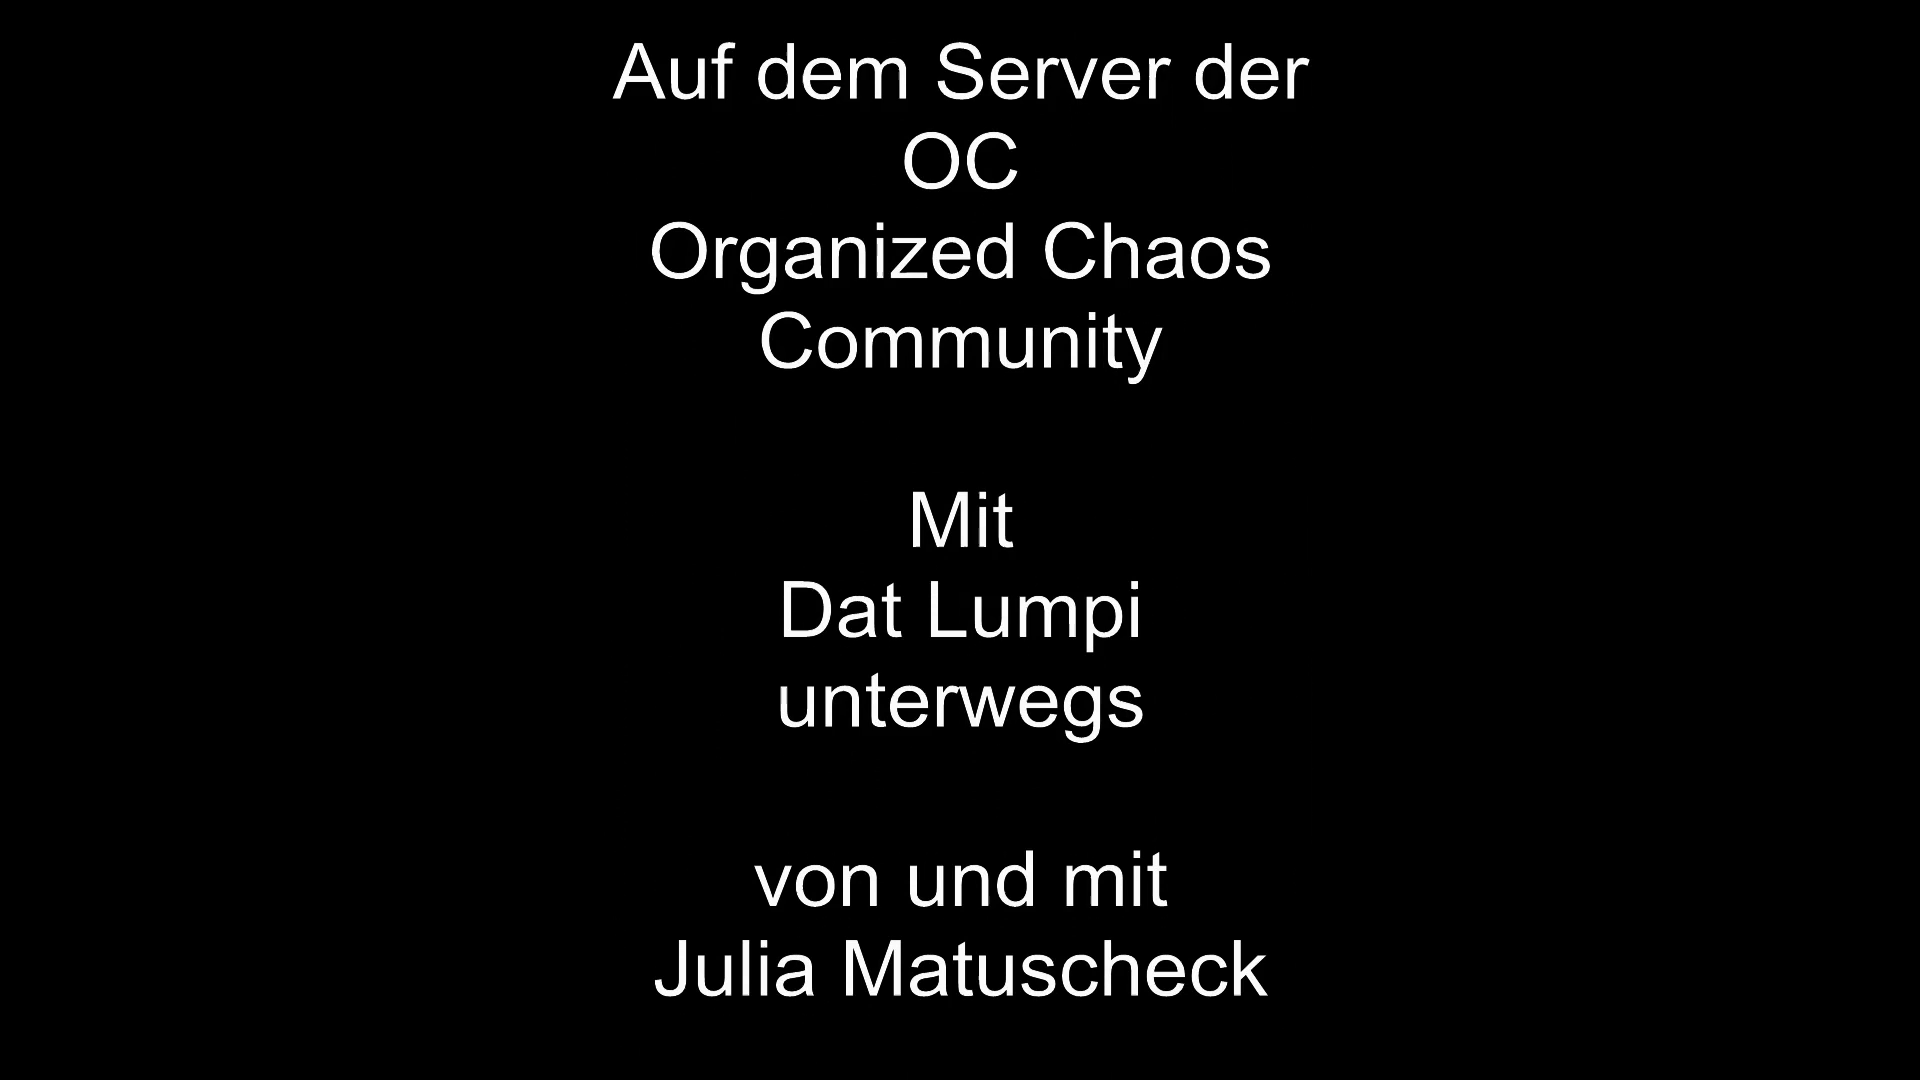 Auf dem Server der
OC
Organized Chaos
Community
Mit
Dat Lumpi
unterwegs
von und mit
Julia Matuscheck